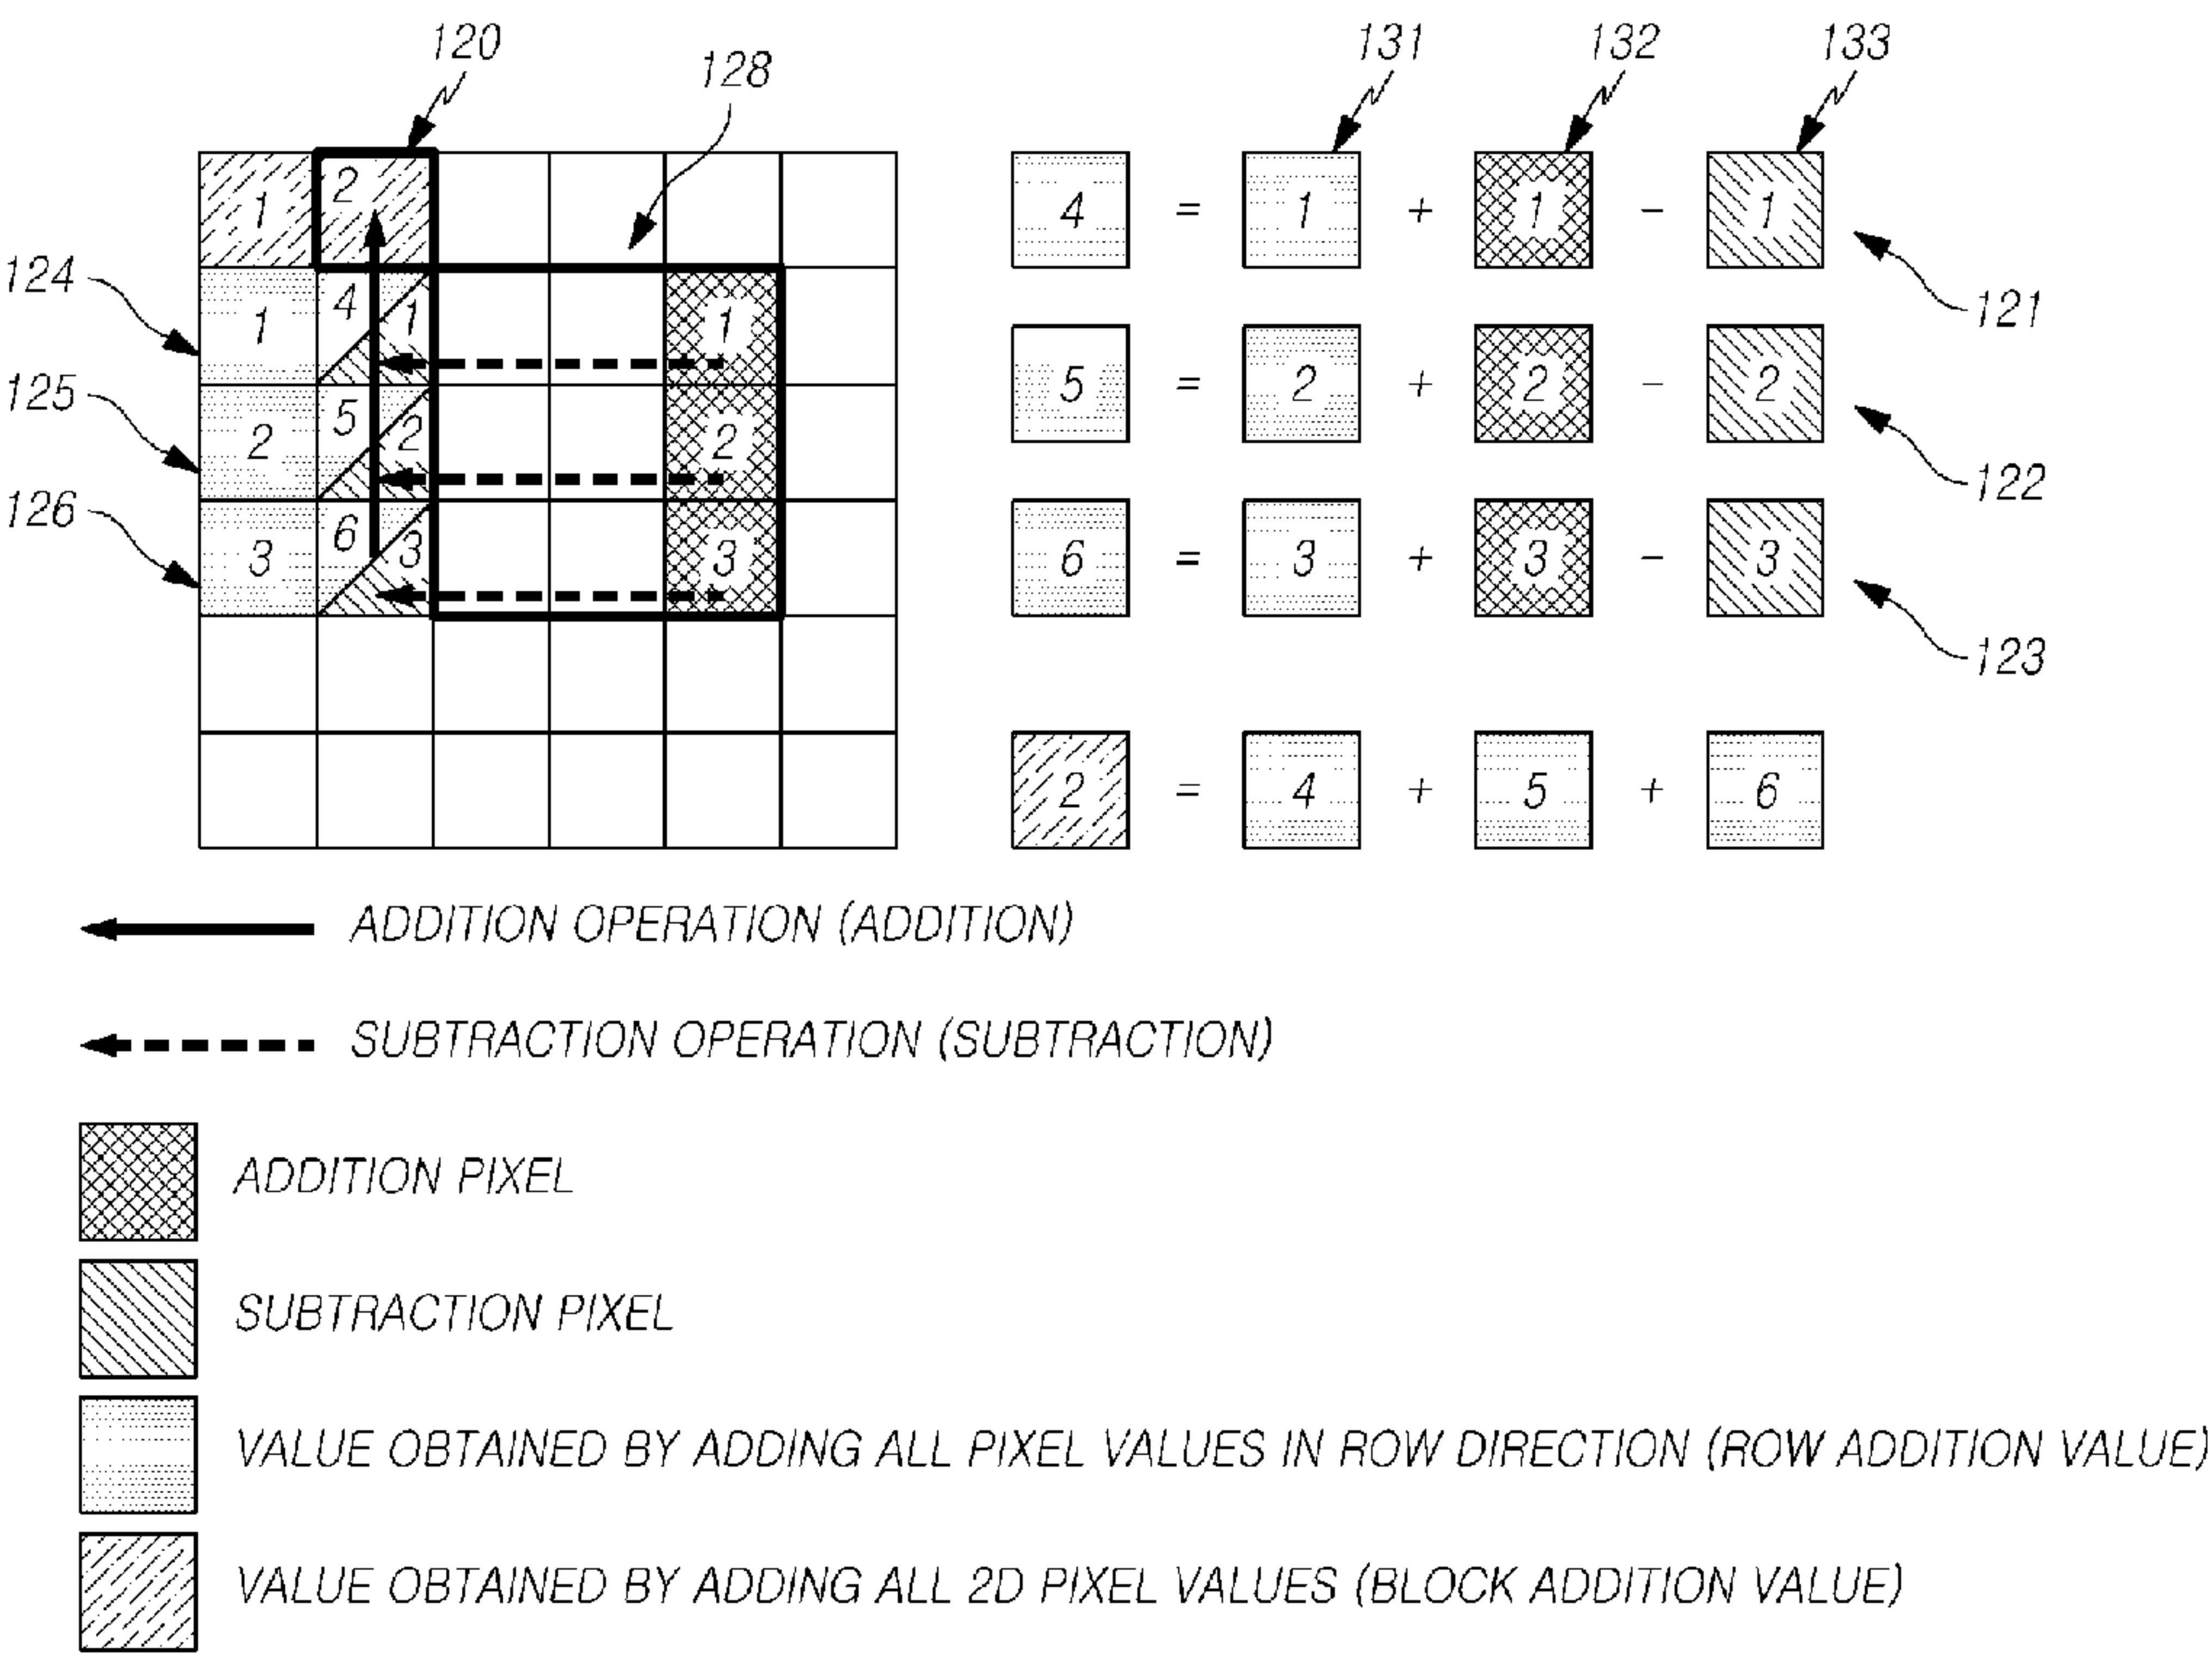 120
128
131
132
133
1
2
4 = 1 + 1 - 1
121
124
1
4
1
1
125
2
5
2
2
5 = 2 + 2 - 2
122
126
3
6
3
3
6 = 3 + 3 - 3
123
2 = 4 + 5 + 6
ADDITION OPERATION (ADDITION)
SUBTRACTION OPERATION (SUBTRACTION)
ADDITION PIXEL
SUBTRACTION PIXEL
VALUE OBTAINED BY ADDING ALL PIXEL VALUES IN ROW DIRECTION (ROW ADDITION VALUE)
VALUE OBTAINED BY ADDING ALL 2D PIXEL VALUES (BLOCK ADDITION VALUE)